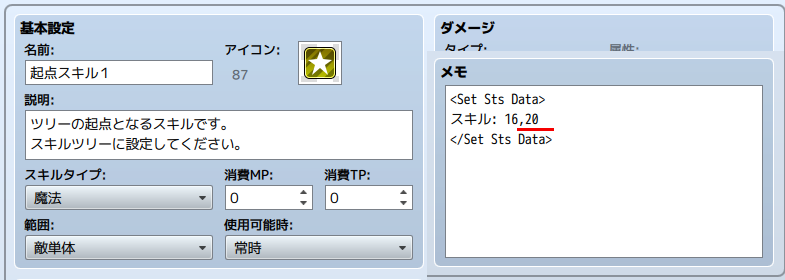 基本設定
名前:
アイコン:
起点スキル１
87
説明:
ツリーの起点となるスキルです。
スキルツリーに設定してください。
スキルタイプ:
消費MP:
消費TP:
魔法
0
0
範囲:
使用可能時:
敵単体
常時
ダメージ
タイプ:
属性:
メモ
<Set Sts Data>
スキル: 16,20
</Set Sts Data>